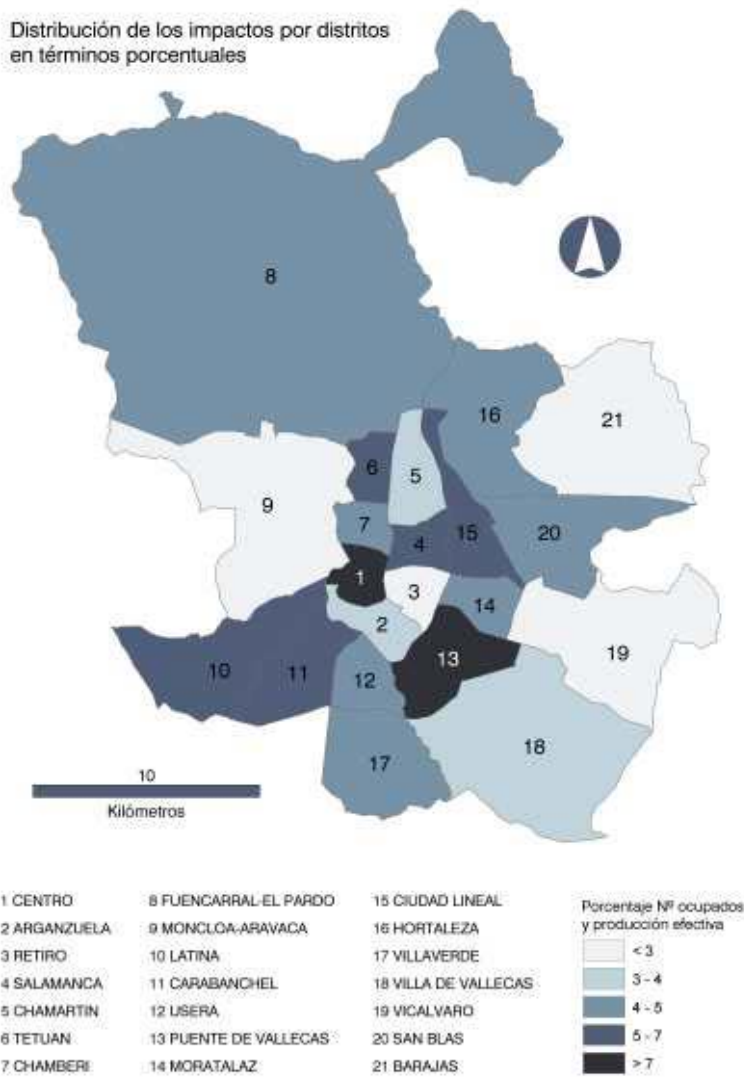 Distribución de los impactos por distritos
en términos porcentuales
8
16
21
6
5
9
7
20
4
15
1
3
14
2
13
19
10
11
12
18
17
10
Kilómetros
1 CENTRO
2 ARGANZUELA
3 RETIRO
4 SALAMANCA
5 CHAMARTIN
6 TETUAN
7 CHAMBERI
8 FUENCARRAL-EL PARDO
9 MONCLOA-ARAVACA
10 LATINA
11 CARABANCHEL
12 USERA
13 PUENTE DE VALLECAS
14 MORATALAZ
15 CIUDAD LINEAL
16 HORTALEZA
17 VILLAVERDE
18 VILLA DE VALLECAS
19 VICALVARO
20 SAN BLAS
21 BARAJAS
Porcentaje Nº ocupados
y producción efectiva
< 3
3 - 4
4 - 5
5 - 7
> 7